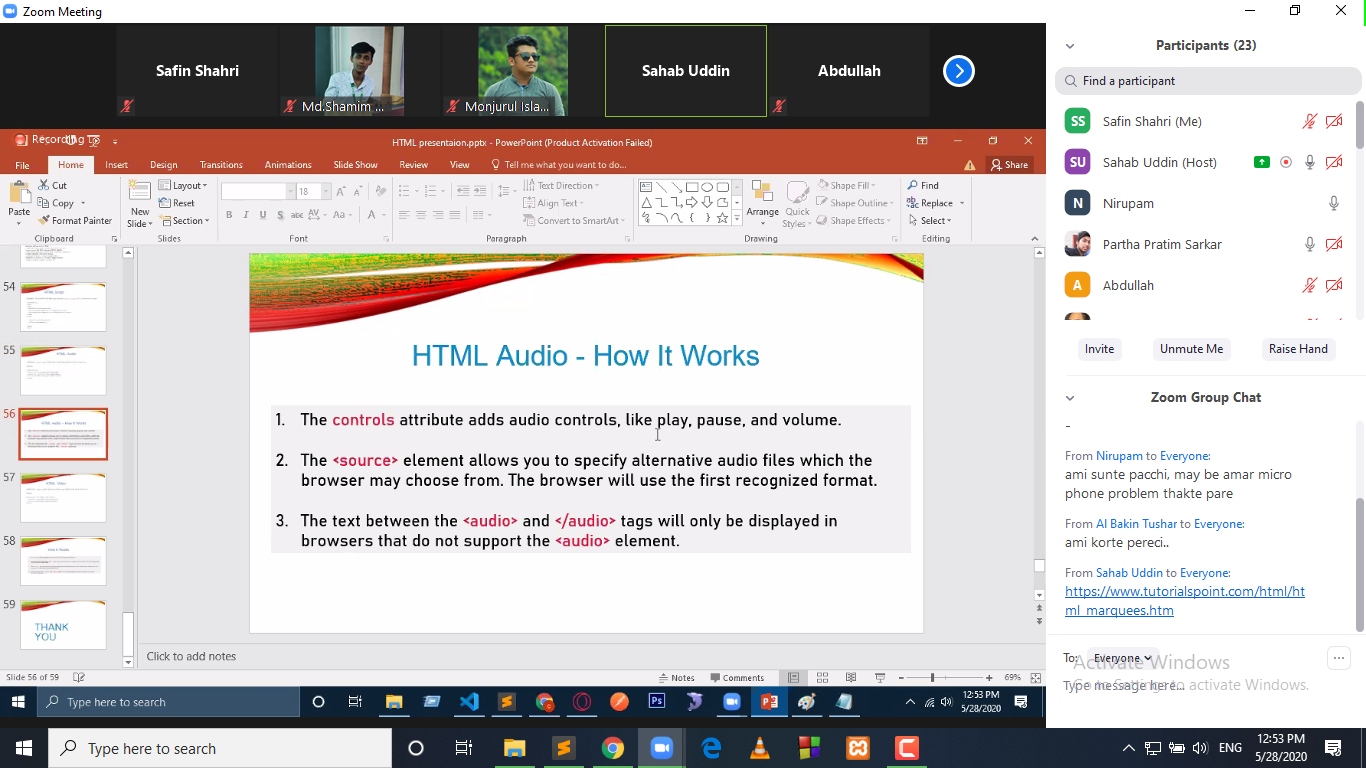 Zoom Meeting
Safin Shahri
Md.Shamim ...
Monjurul Isla...
Sahab Uddin
Abdullah
Recording
HTML presentaion.pptx - PowerPoint (Product Activation Failed)
File Home Insert Design Transitions Animations Slide Show Review View Tell me what you want to do... Share
Paste
Cut
Copy
Format Painter
Clipboard
New
Slide
Layout
Reset
Section
Slides
18
B I U S abc AV Aa A
Font
Text Direction
Align Text
Convert to SmartArt
Paragraph
Arrange
Quick
Styles
Shape Fill
Shape Outline
Shape Effects
Drawing
Find
Replace
Select
Editing
54
55
56
57
58
59
THANK
YOU
HTML Audio - How It Works
1. The controls attribute adds audio controls, like play, pause, and volume.
2. The <source> element allows you to specify alternative audio files which the
browser may choose from. The browser will use the first recognized format.
3. The text between the <audio> and </audio> tags will only be displayed in
browsers that do not support the <audio> element.
Click to add notes
Slide 56 of 59
Notes
Comments
69%
Type here to search
Ps
12:53 PM
5/28/2020
Participants (23)
Find a participant
SS Safin Shahri (Me)
SU Sahab Uddin (Host)
N Nirupam
Partha Pratim Sarkar
A Abdullah
Invite Unmute Me Raise Hand
Zoom Group Chat
From Nirupam to Everyone:
ami sunte pacchi, may be amar micro
phone problem thakte pare
From Al Bakin Tushar to Everyone:
ami korte pereci..
From Sahab Uddin to Everyone:
https://www.tutorialspoint.com/html/ht
ml_marquees.htm
To: Everyone
Activate Windows
Type message here...
Go to Settings to activate Windows.
Type here to search
ENG
12:53 PM
5/28/2020